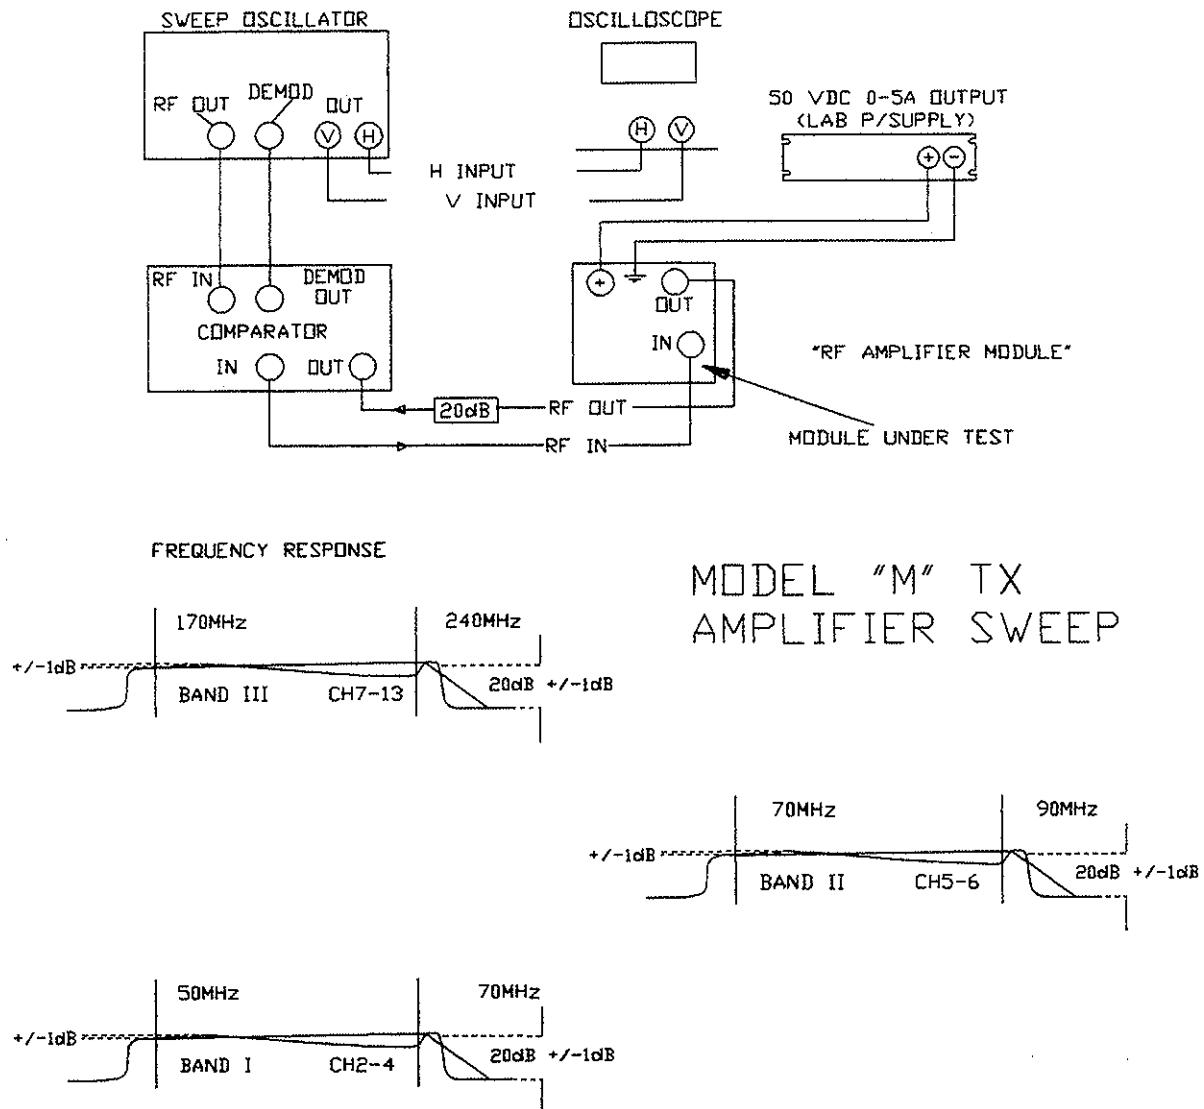 SWEEP OSCILLATOR
OSCILLOSCOPE
RF OUT
DEMOD
OUT
V
H
H
V
50 VDC 0-5A OUTPUT
(LAB P/SUPPLY)
+
-
H INPUT
V INPUT
RF IN
DEMOD
OUT
COMPARATOR
IN
OUT
+
OUT
IN
"RF AMPLIFIER MODULE"
20dB
RF OUT
RF IN
MODULE UNDER TEST
FREQUENCY RESPONSE
MODEL "M" TX
AMPLIFIER SWEEP
170MHz
240MHz
+/-1dB
20dB +/-1dB
BAND III
CH7-13
70MHz
90MHz
+/-1dB
20dB +/-1dB
BAND II
CH5-6
50MHz
70MHz
+/-1dB
20dB +/-1dB
BAND I
CH2-4